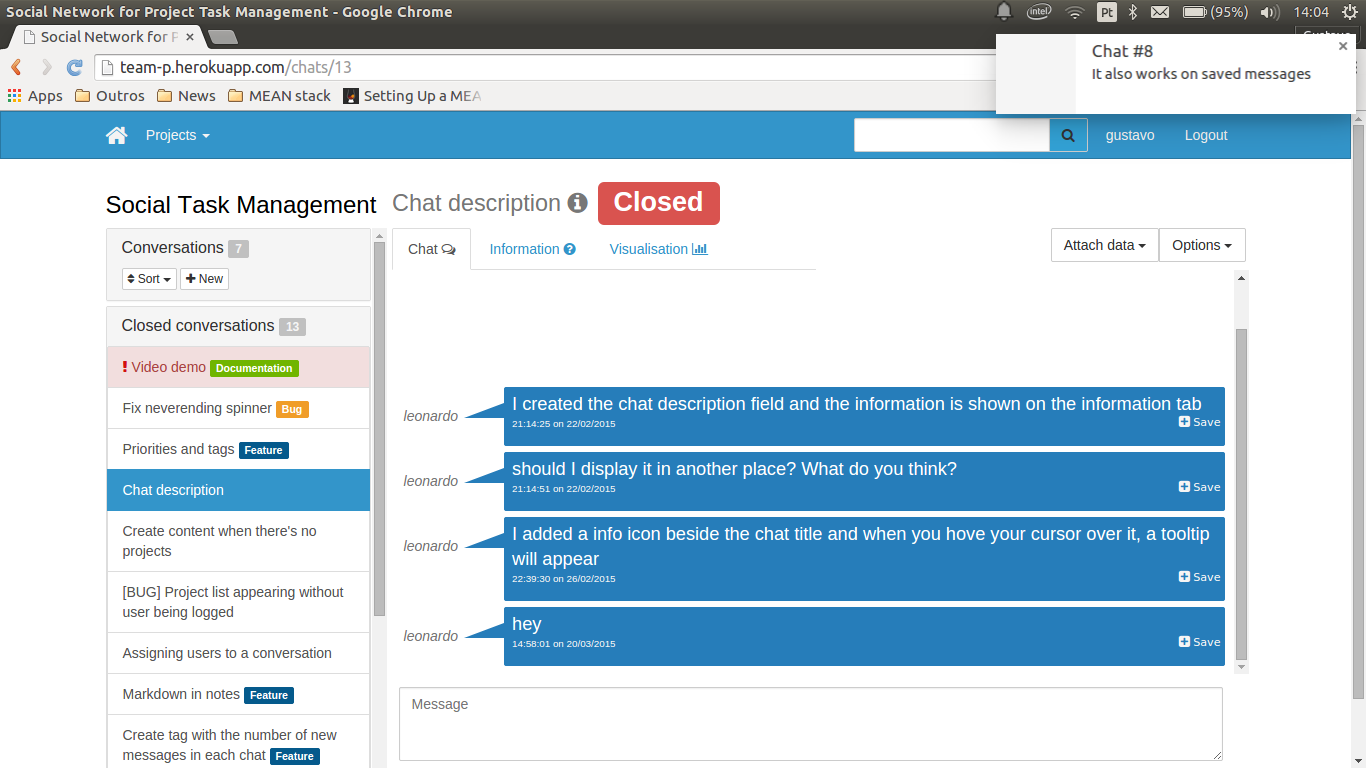 Social Network for Project Task Management - Google Chrome
intel
Pt
(95%)
14:04
Social Network for P
team-p.herokuapp.com/chats/13
Chat #8
It also works on saved messages
Apps
Outros
News
MEAN stack
Setting Up a MEA
Projects
gustavo
Logout
Social Task Management
Chat description
Closed
Conversations 7
Sort
New
Closed conversations 13
! Video demo Documentation
Fix neverending spinner Bug
Priorities and tags Feature
Chat description
Create content when there's no
projects
[BUG] Project list appearing without
user being logged
Assigning users to a conversation
Markdown in notes Feature
Create tag with the number of new
messages in each chat Feature
Chat
Information
Visualisation
Attach data
Options
leonardo
I created the chat description field and the information is shown on the information tab
21:14:25 on 22/02/2015
Save
leonardo
should I display it in another place? What do you think?
21:14:51 on 22/02/2015
Save
leonardo
I added a info icon beside the chat title and when you hove your cursor over it, a tooltip
will appear
22:39:30 on 26/02/2015
Save
leonardo
hey
14:58:01 on 20/03/2015
Save
Message